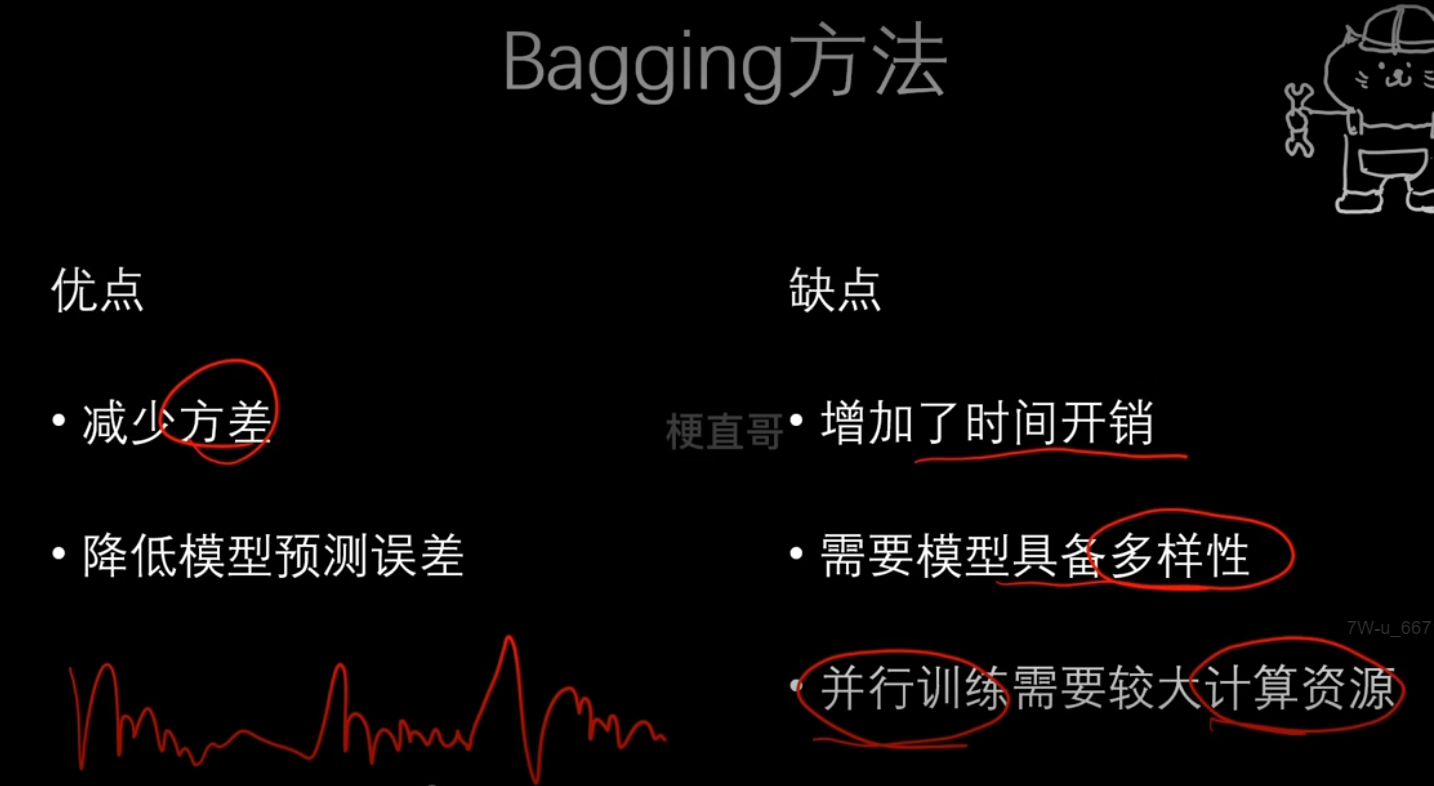 Bagging方法
优点
• 减少方差
• 降低模型预测误差
缺点
• 增加了时间开销
• 需要模型具备多样性
• 并行训练需要较大计算资源
梗直哥
7W-u_667